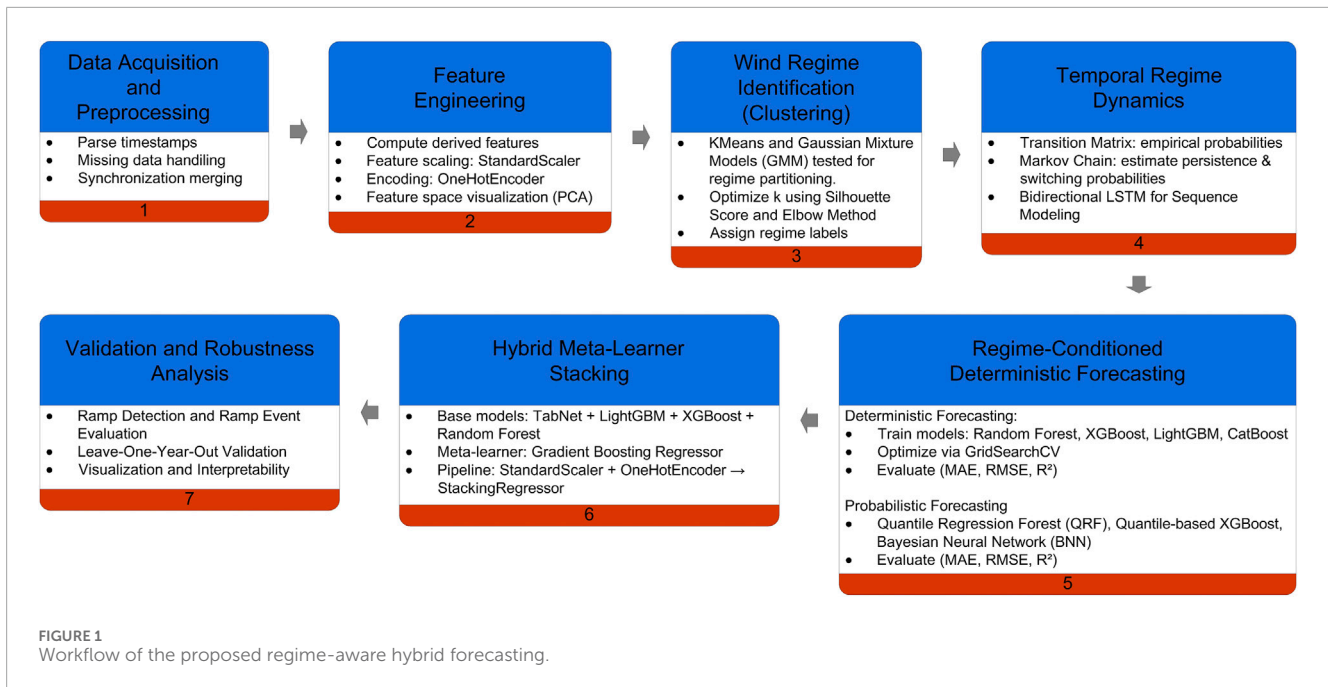 Data Acquisition
and
Preprocessing
• Parse timestamps
• Missing data handiling
• Synchronization merging
1
Feature
Engineering
• Compute derived features
• Feature scaling: StandardScaler
• Encoding: OneHotEncoder
• Feature space visualization (PCA)
2
Wind Regime
Identification
(Clustering)
• KMeans and Gaussian Mixture
Models (GMM) tested for
regime partitioning.
• Optimize k using Silhouette
Score and Elbow Method
• Assign regime labels
3
Temporal Regime
Dynamics
• Transition Matrix: empirical probabilities
• Markov Chain: estimate persistence &
switching probabilities
• Bidirectional LSTM for Sequence
Modeling
4
Regime-Conditioned
Deterministic Forecasting
Deterministic Forecasting:
• Train models: Random Forest, XGBoost, LightGBM, CatBoost
• Optimize via GridSearchCV
• Evaluate (MAE, RMSE, R²)
Probabilistic Forecasting
• Quantile Regression Forest (QRF), Quantile-based XGBoost,
Bayesian Neural Network (BNN)
• Evaluate (MAE, RMSE, R²)
5
Hybrid Meta-Learner
Stacking
• Base models: TabNet + LightGBM + XGBoost +
Random Forest
• Meta-learner: Gradient Boosting Regressor
• Pipeline: StandardScaler + OneHotEncoder →
StackingRegressor
6
Validation and Robustness
Analysis
• Ramp Detection and Ramp Event
Evaluation
• Leave-One-Year-Out Validation
• Visualization and Interpretability
7
FIGURE 1
Workflow of the proposed regime-aware hybrid forecasting.